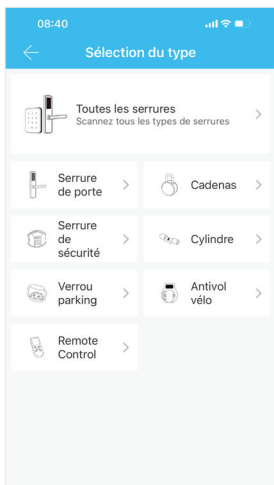 08:40
Sélection du type
Toutes les serrures
Scannez tous les types de serrures
Serrure
de porte
Cadenas
Serrure
de
sécurité
Cylindre
Verrou
parking
Antivol
vélo
Remote
Control